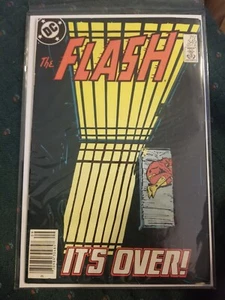 DC
The FLASH
IT'S OVER!